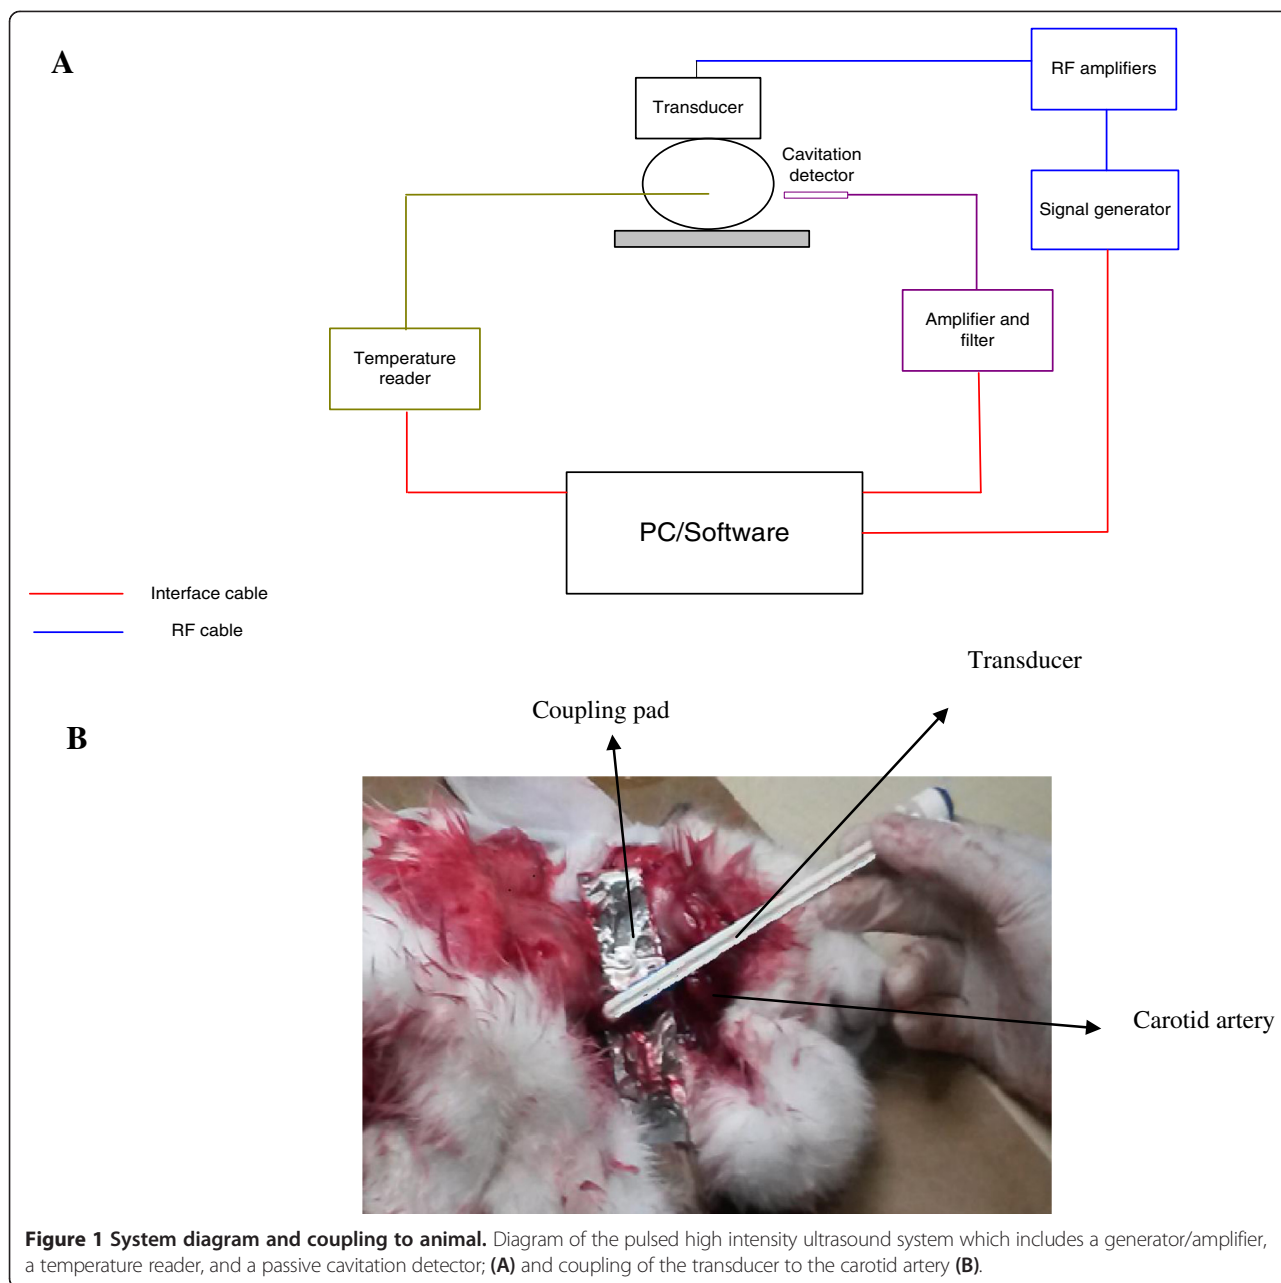 A
RF amplifiers
Transducer
Cavitation
detector
Signal generator
Amplifier and
filter
Temperature
reader
PC/Software
Interface cable
RF cable
Transducer
Coupling pad
B
Carotid artery
Figure 1 System diagram and coupling to animal. Diagram of the pulsed high intensity ultrasound system which includes a generator/amplifier,
a temperature reader, and a passive cavitation detector; (A) and coupling of the transducer to the carotid artery (B).